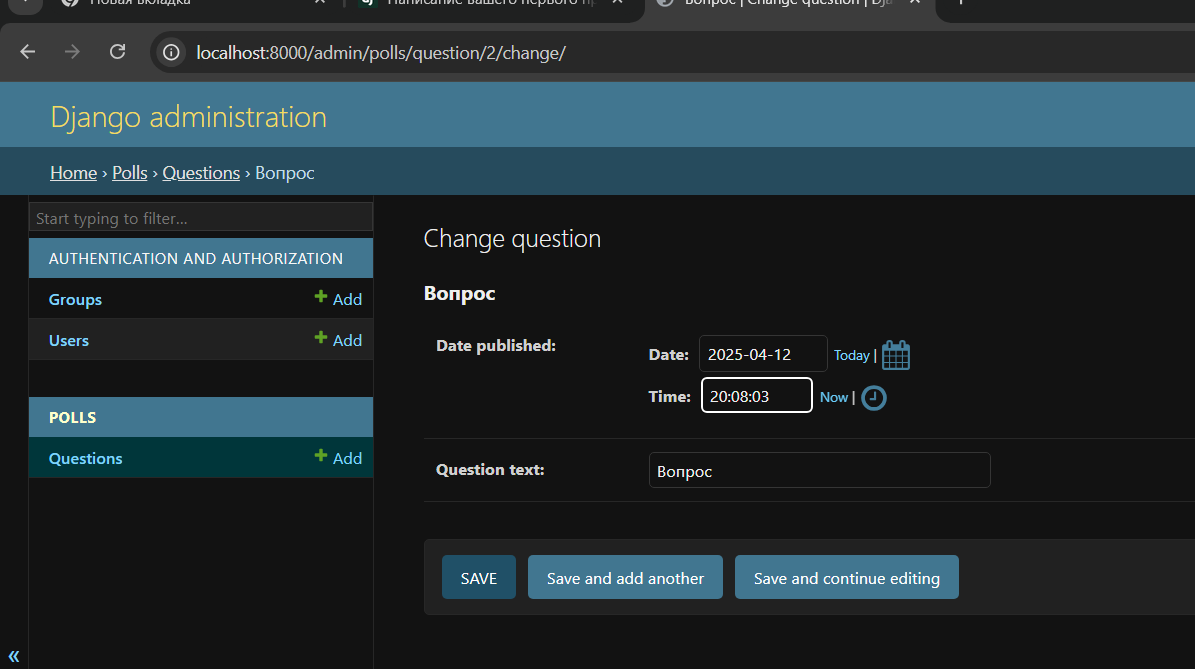 Новая вкладка
Написание вашего первого
Вопрос | Change question |
localhost:8000/admin/polls/question/2/change/
Django administration
Home › Polls › Questions › Вопрос
Start typing to filter...
AUTHENTICATION AND AUTHORIZATION
Groups + Add
Users + Add
POLLS
Questions + Add
«
Change question
Вопрос
Date published:
Date: 2025-04-12 Today |
Time: 20:08:03 Now |
Question text: Вопрос
SAVE Save and add another Save and continue editing